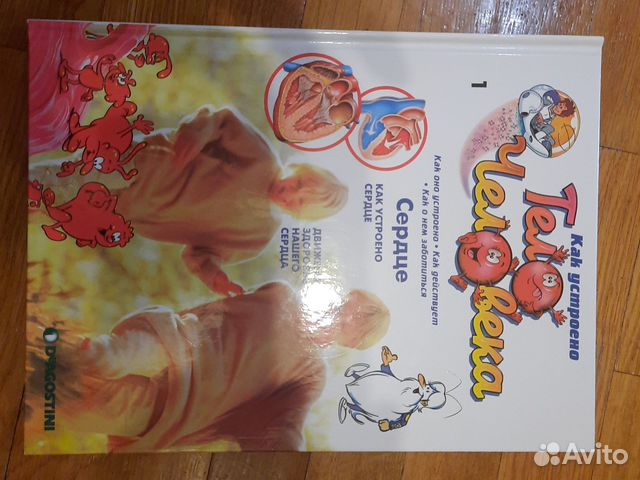 1
Как устроено
Тело
Человека
Как оно устроено • Как действует
• Как о нем заботиться
Сердце
КАК УСТРОЕНО
СЕРДЦЕ
НАШЕГО
СЕРДЦА
DEAGOSTINI
Avito